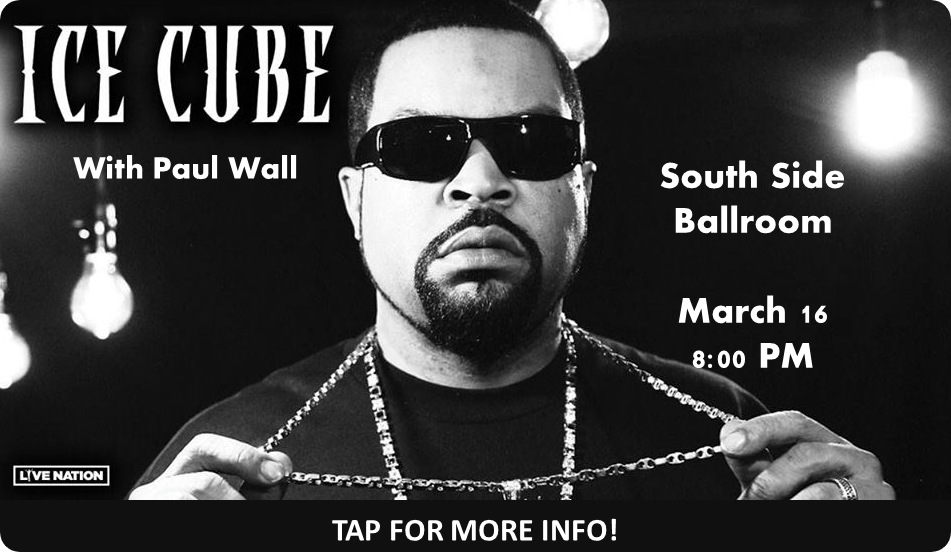 ICE CUBE
With Paul Wall
South Side
Ballroom
March 16
8:00 PM
LIVE NATION
TAP FOR MORE INFO!